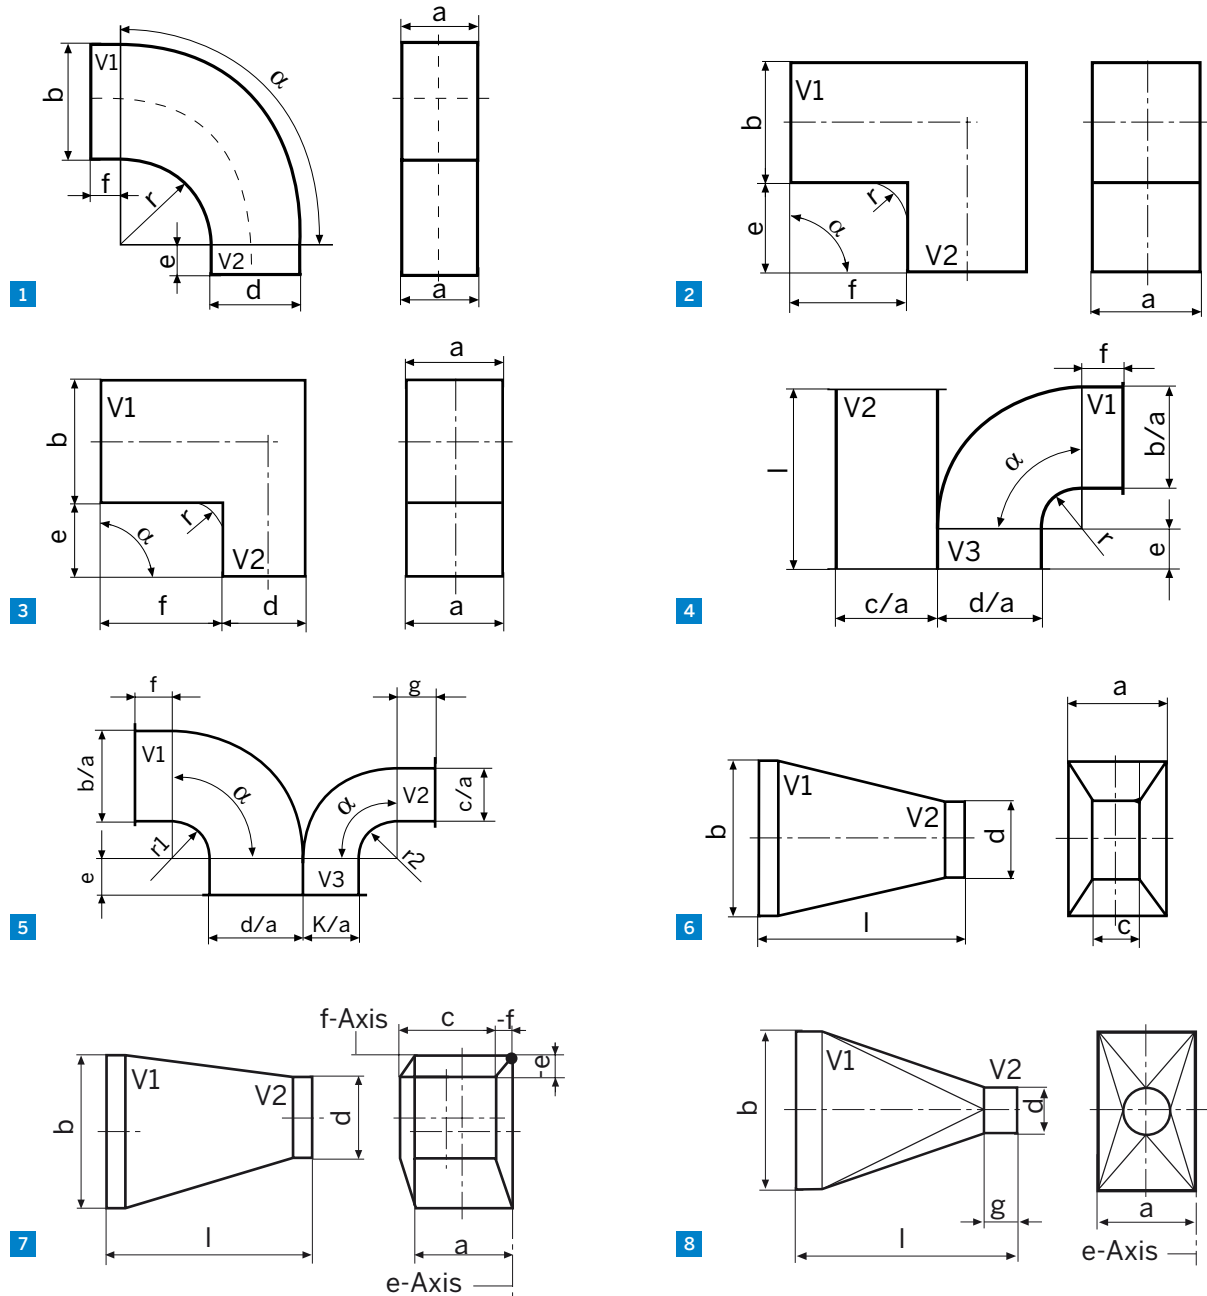 a
V1
α
b
f
r
e
V2
d
a
1
V1
b
r
α
e
V2
f
a
2
a
V1
b
r
α
e
V2
f
d
a
3
f
V2
V1
b/a
α
l
r
V3
e
c/a
d/a
4
f
g
V1
b/a
α
α
V2
c/a
r1
r2
e
V3
d/a
K/a
5
a
V1
V2
b
d
l
c
6
f-Axis
c
-f
-e
V1
V2
b
d
l
a
e-Axis
7
V1
V2
b
d
g
a
l
e-Axis
8